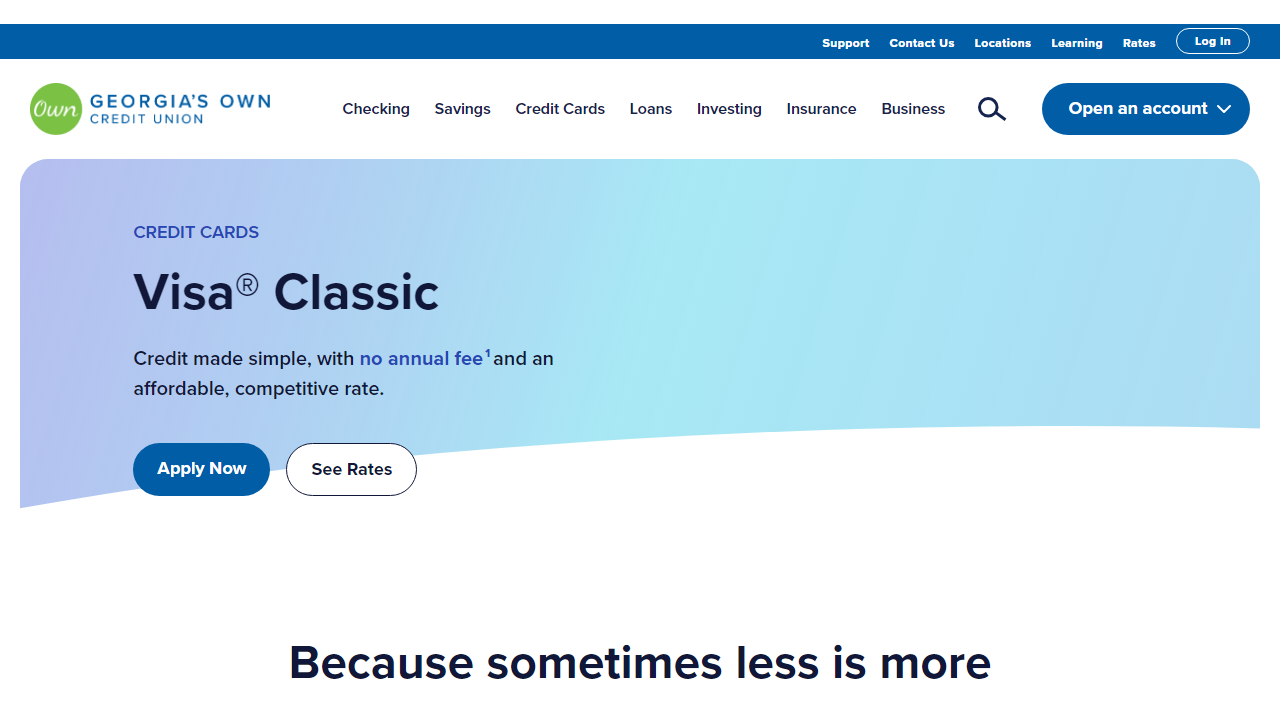 Support Contact Us Locations Learning Rates Log In
Own GEORGIA'S OWN
CREDIT UNION
Checking Savings Credit Cards Loans Investing Insurance Business Open an account
CREDIT CARDS
Visa® Classic
Credit made simple, with no annual fee¹ and an
affordable, competitive rate.
Apply Now See Rates
Because sometimes less is more